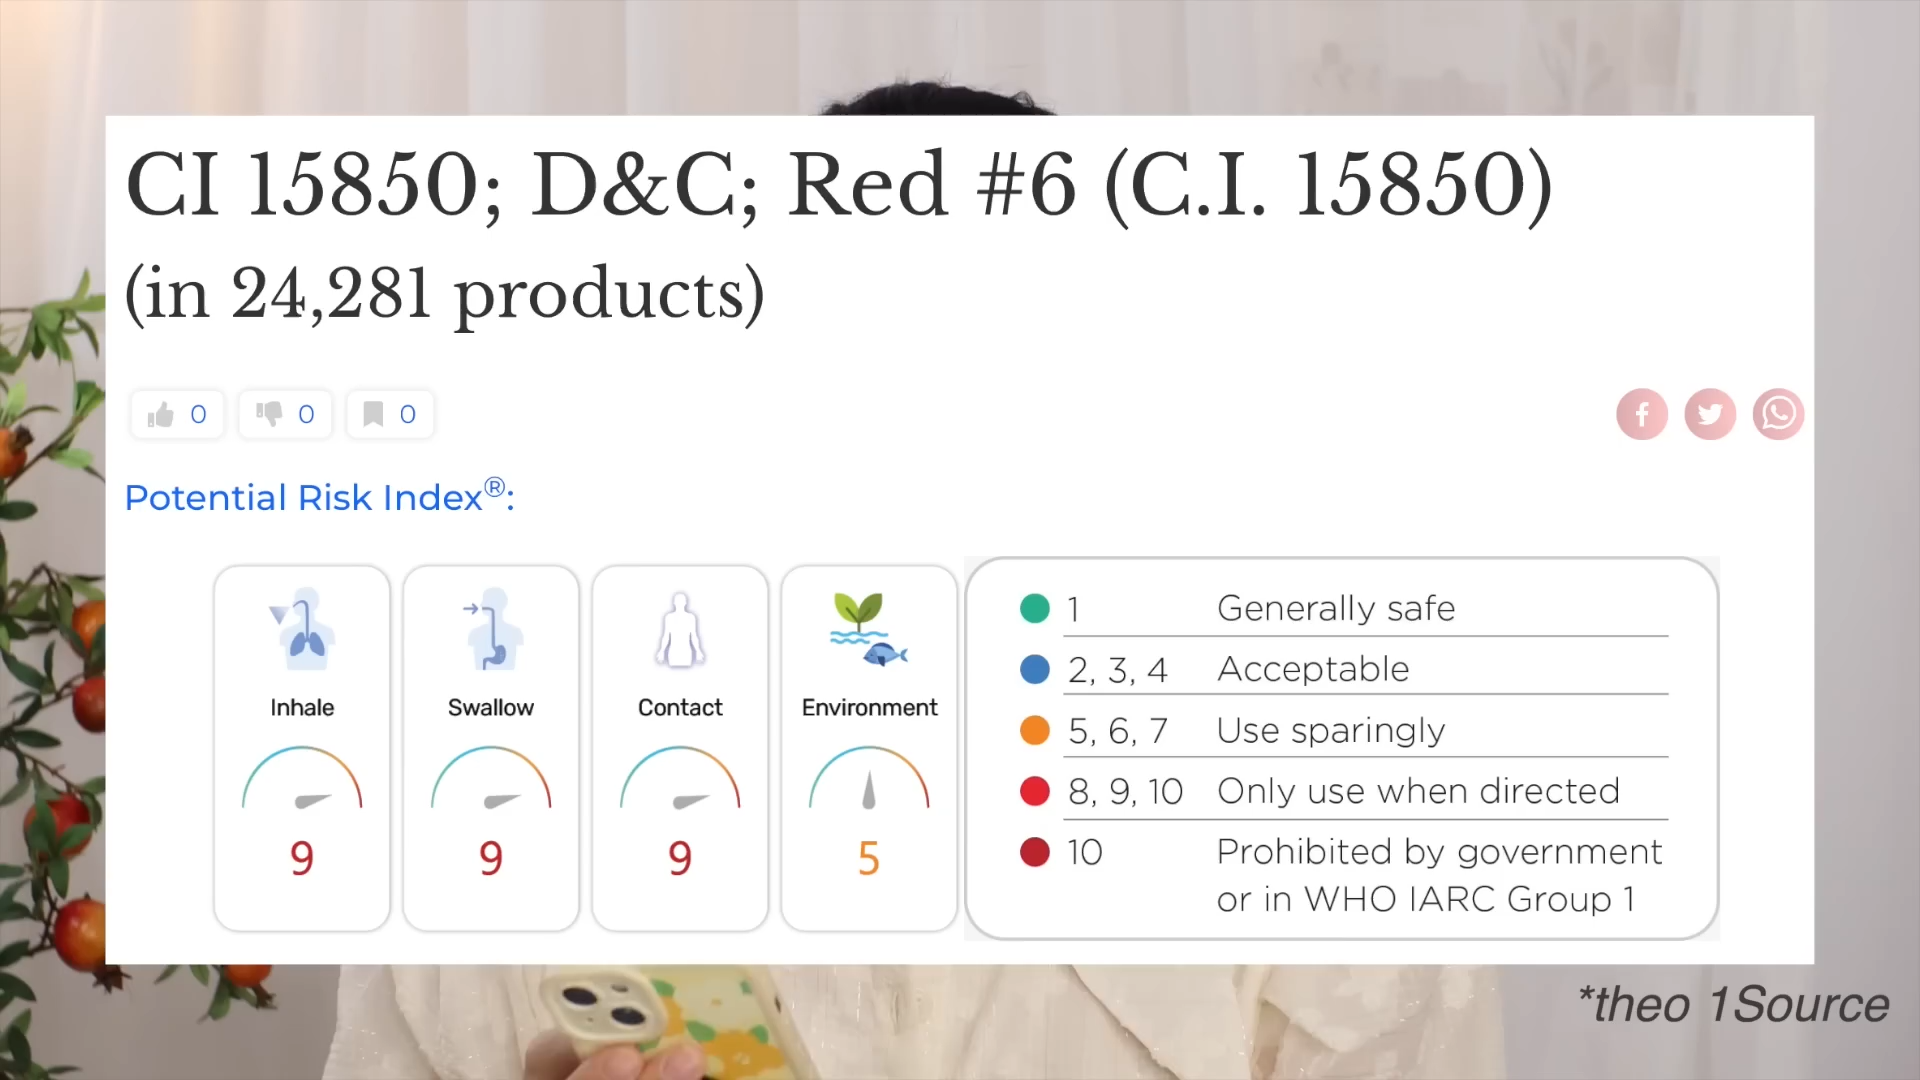 CI 15850; D&C; Red #6 (C.I. 15850)
(in 24,281 products)
0 0 0
Potential Risk Index®:
Inhale
9
Swallow
9
Contact
9
Environment
5
1 Generally safe
2, 3, 4 Acceptable
5, 6, 7 Use sparingly
8, 9, 10 Only use when directed
10 Prohibited by government
or in WHO IARC Group 1
*theo 1Source